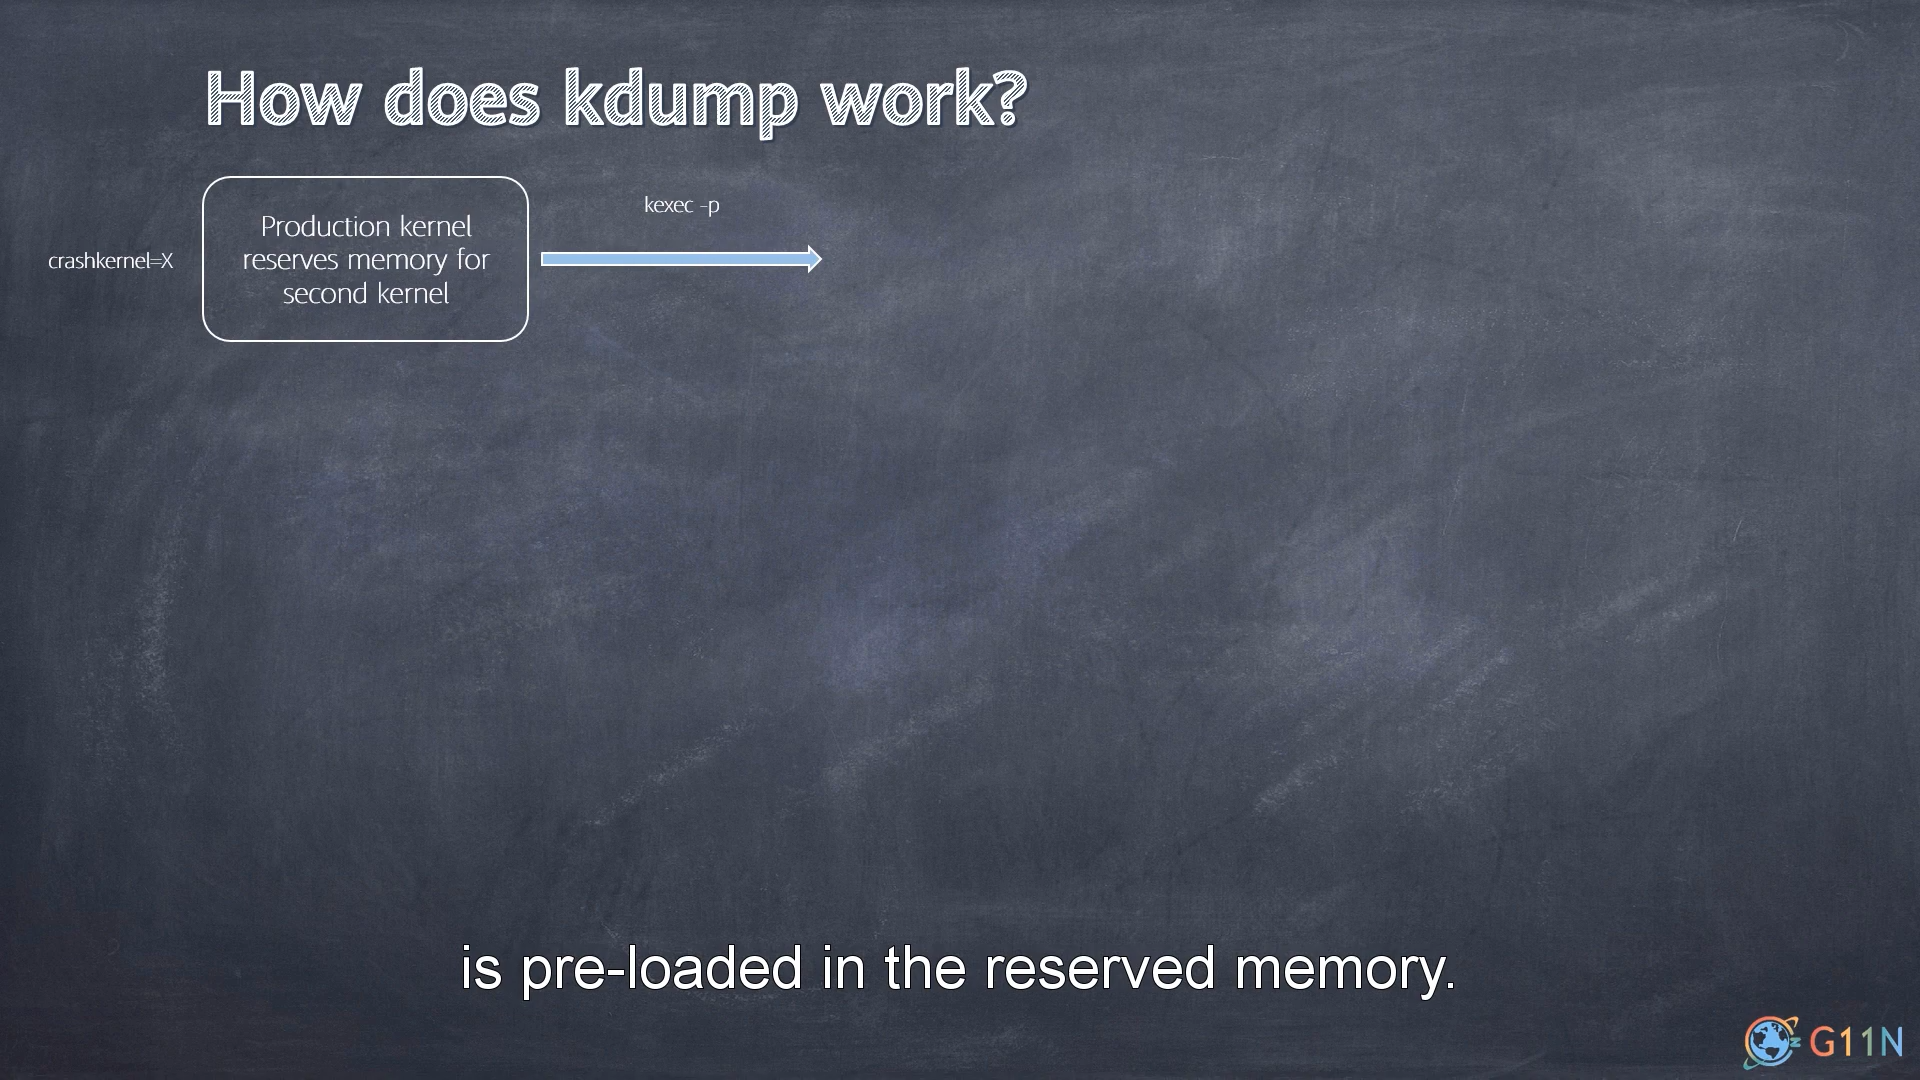 How does kdump work?
crashkernel=X
Production kernel
reserves memory for
second kernel
kexec -p
is pre-loaded in the reserved memory.
G11N